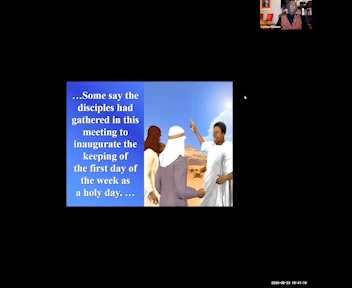 …Some say the
disciples had
gathered in this
meeting to
inaugurate the
keeping of
the first day of
the week as
a holy day. …